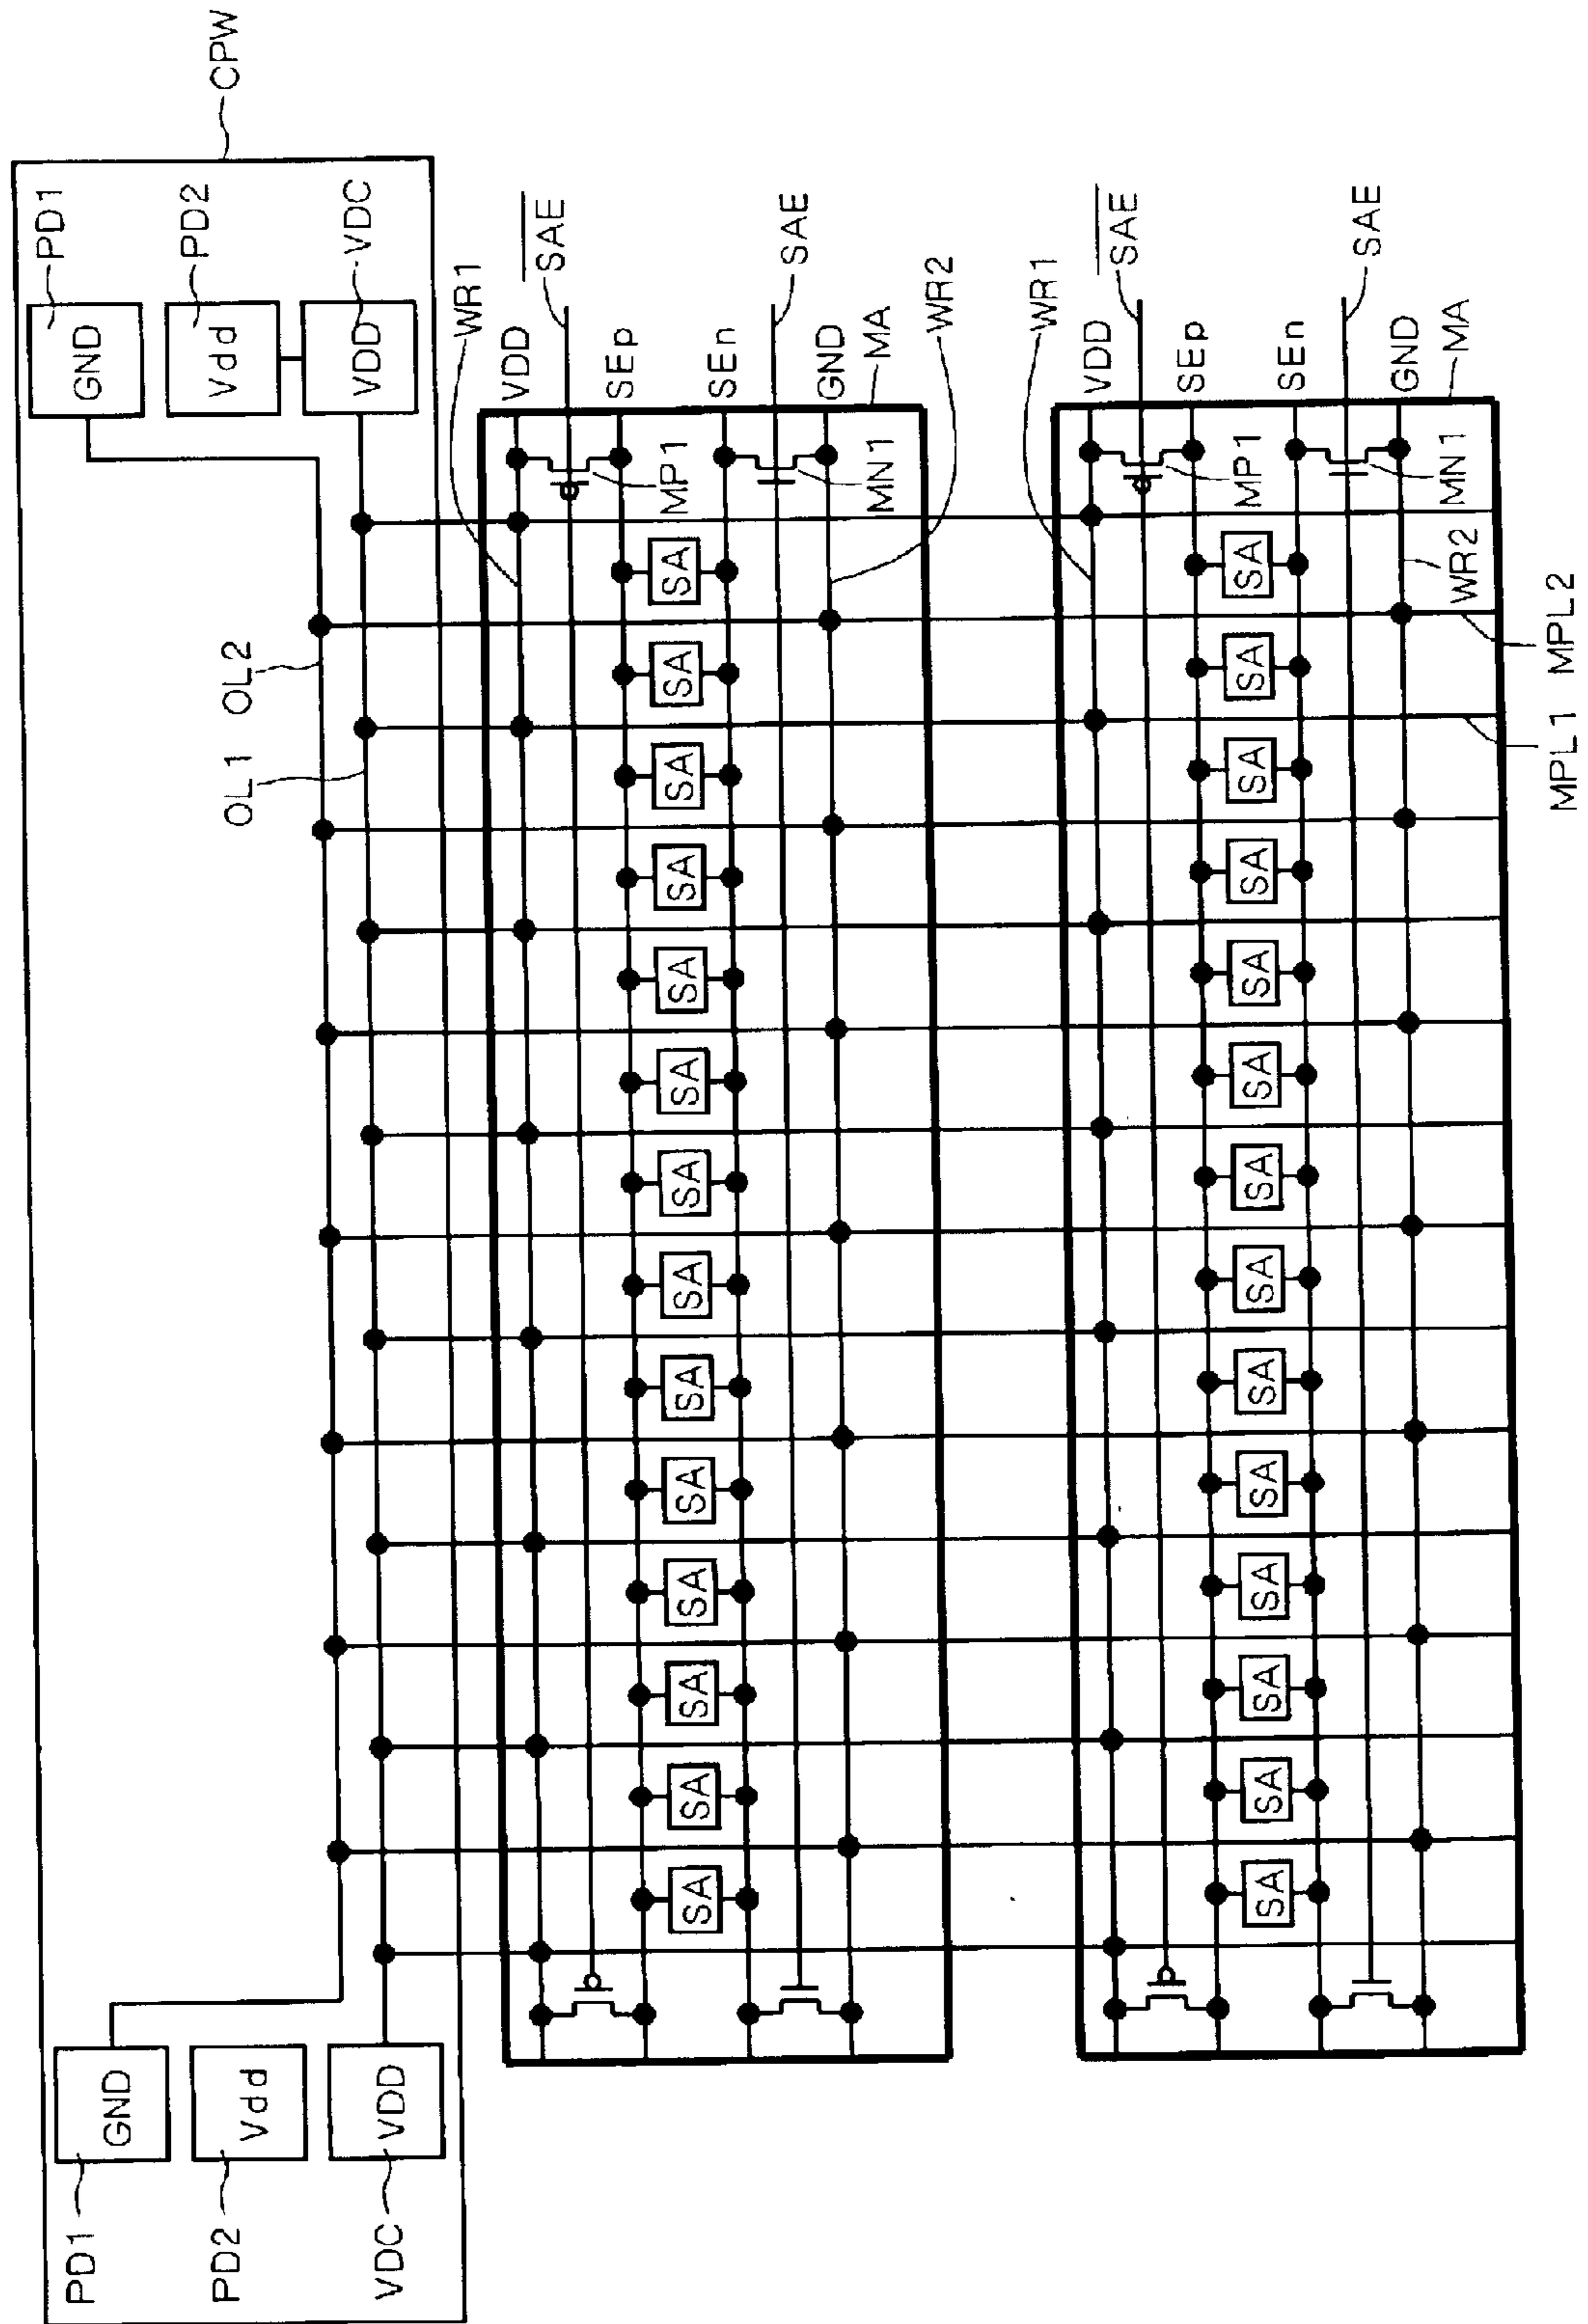 PD1 GND GND PD1
PD2 Vdd Vdd PD2 CPW
VDC VDD VDD VDC
OL1 OL2
WR1
VDD
S̅A̅E̅
SEp
SA SA SA SA SA SA SA SA SA SA SA SA SA SA
MP1
SEn
SAE
GND
MN1 MA
WR2
WR1
VDD
S̅A̅E̅
SEp
SA SA SA SA SA SA SA SA SA SA SA SA SA SA
MP1
SEn
SAE
GND
MN1 MA
WR2
MPL1 MPL2